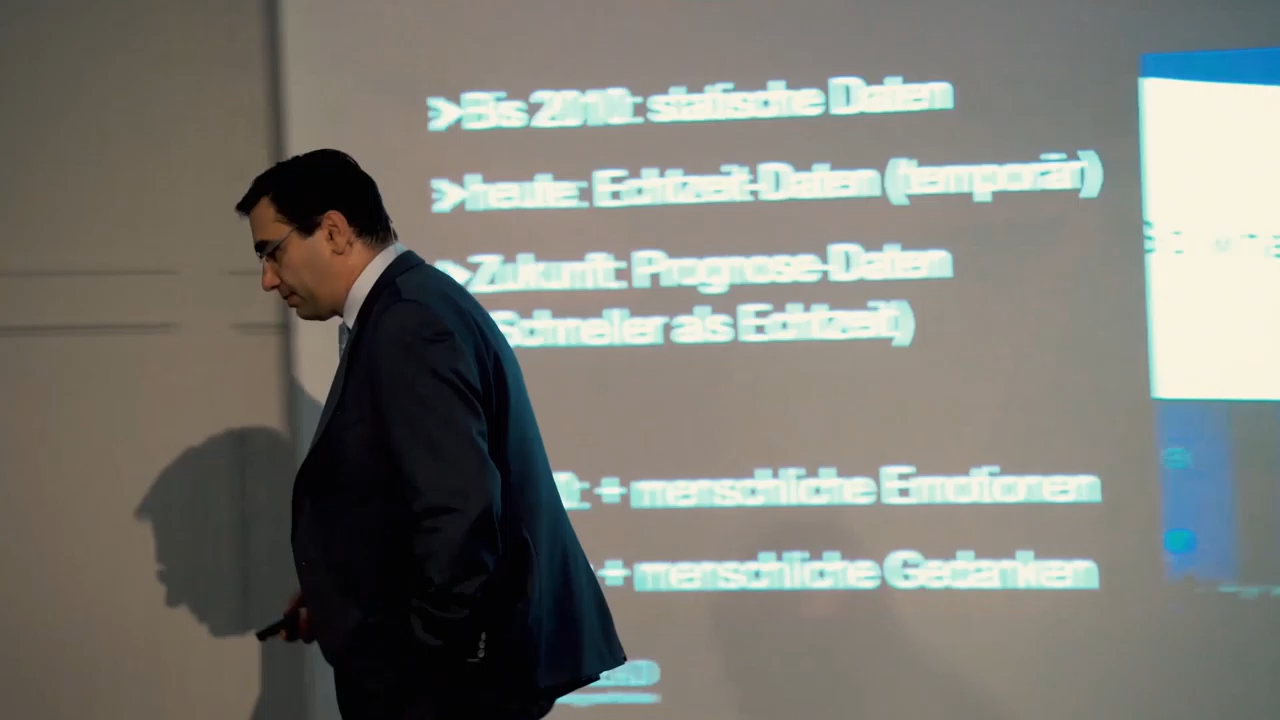 >Bis 2010: statische Daten
>heute: Echtzeit-Daten (temporär)
>Zukunft: Prognose-Daten
Schneller als Echtzeit)
: + menschliche Emotionen
+ menschliche Gedanken